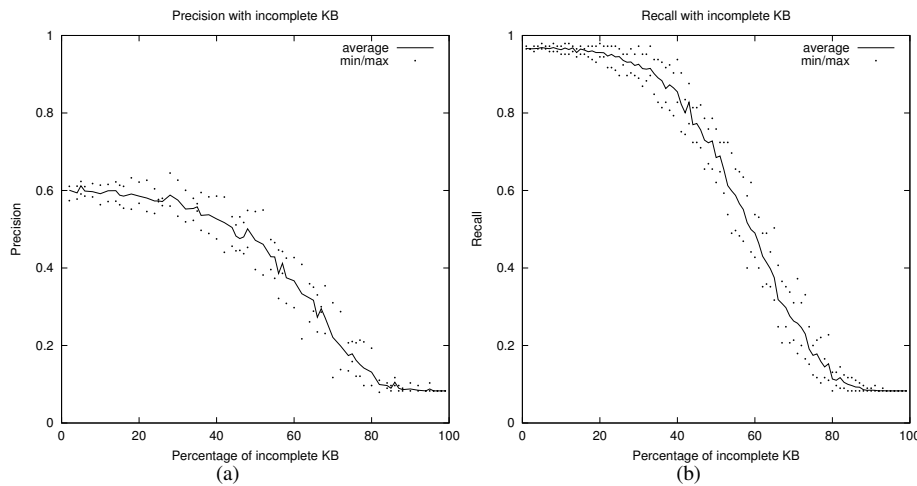 Precision with incomplete KB
1
0.8
0.6
0.4
0.2
0
Precision
average
min/max
0 20 40 60 80 100
Percentage of incomplete KB
(a)
Recall with incomplete KB
1
0.8
0.6
0.4
0.2
0
Recall
average
min/max
0 20 40 60 80 100
Percentage of incomplete KB
(b)